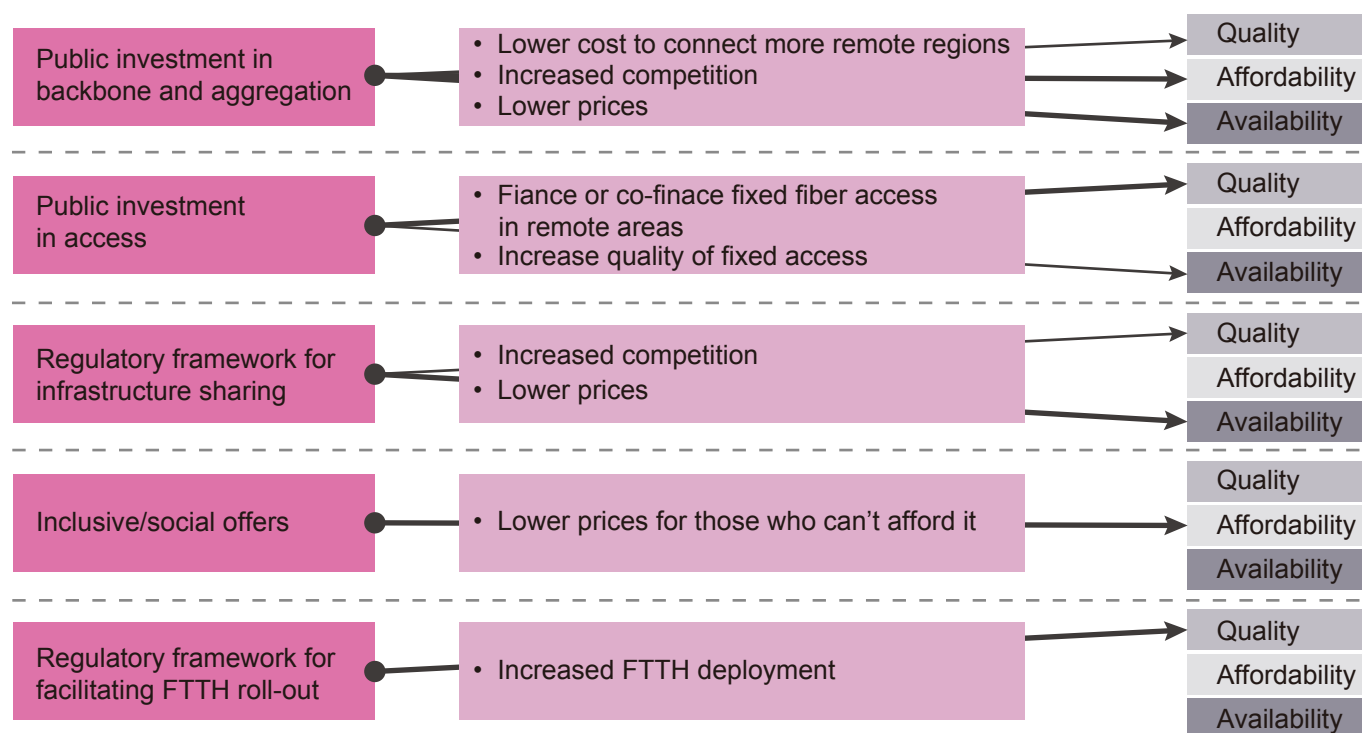 Public investment in
backbone and aggregation
• Lower cost to connect more remote regions
• Increased competition
• Lower prices
Quality
Affordability
Availability
Public investment
in access
• Fiance or co-finace fixed fiber access
in remote areas
• Increase quality of fixed access
Quality
Affordability
Availability
Regulatory framework for
infrastructure sharing
• Increased competition
• Lower prices
Quality
Affordability
Availability
Inclusive/social offers
• Lower prices for those who can’t afford it
Quality
Affordability
Availability
Regulatory framework for
facilitating FTTH roll-out
• Increased FTTH deployment
Quality
Affordability
Availability